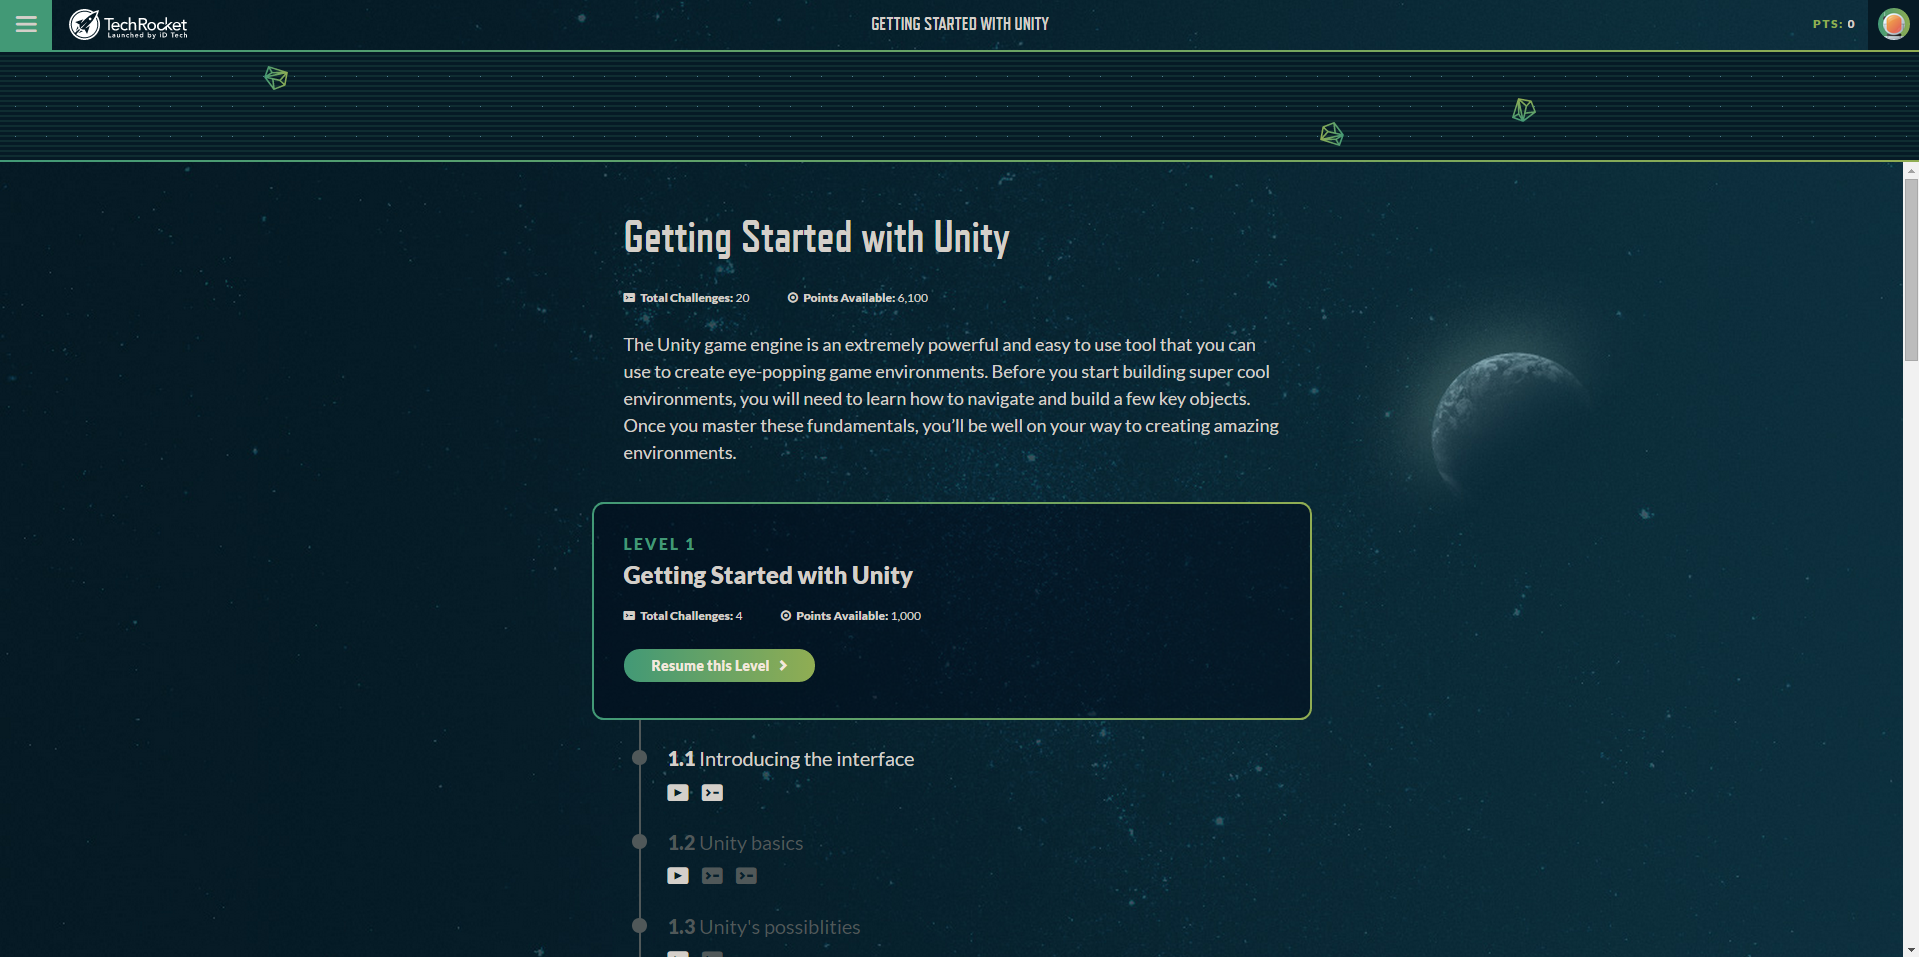 TechRocket
Launched by iD Tech
GETTING STARTED WITH UNITY
PTS: 0
Getting Started with Unity
Total Challenges: 20
Points Available: 6,100
The Unity game engine is an extremely powerful and easy to use tool that you can
use to create eye-popping game environments. Before you start building super cool
environments, you will need to learn how to navigate and build a few key objects.
Once you master these fundamentals, you'll be well on your way to creating amazing
environments.
LEVEL 1
Getting Started with Unity
Total Challenges: 4
Points Available: 1,000
Resume this Level
1.1 Introducing the interface
1.2 Unity basics
1.3 Unity's possiblities